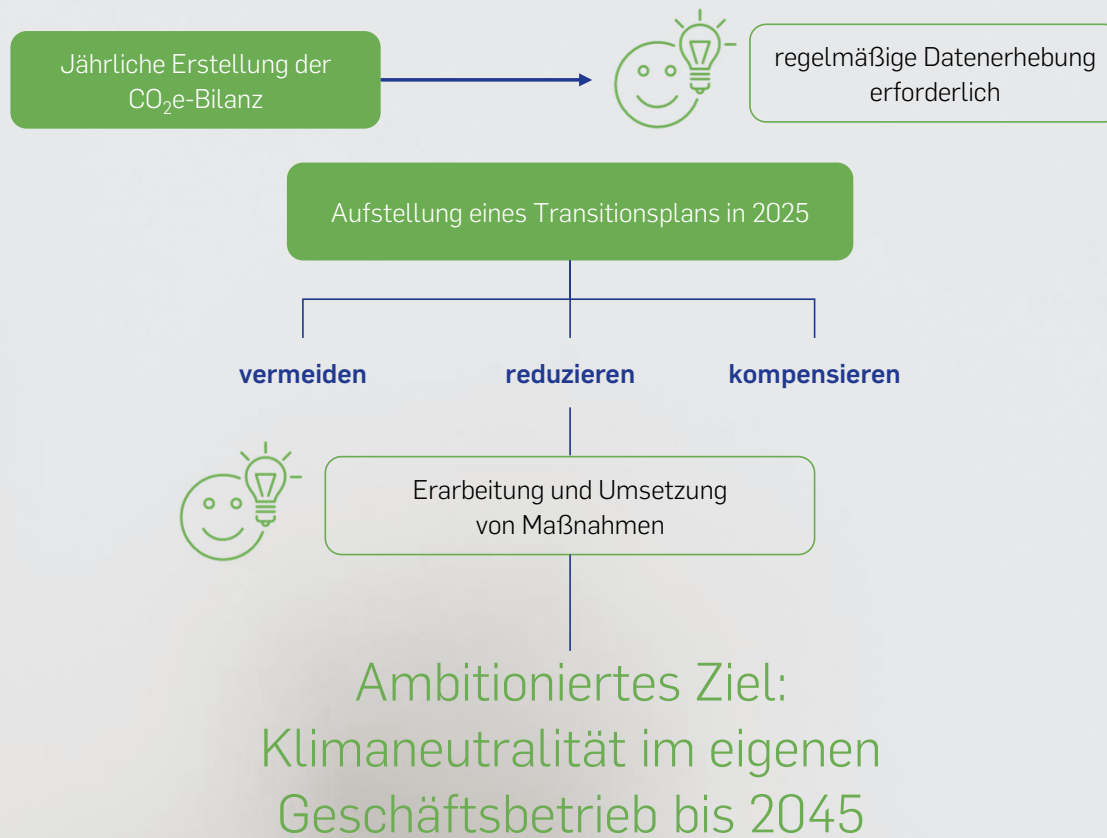 Jährliche Erstellung der
CO₂e-Bilanz
regelmäßige Datenerhebung
erforderlich
Aufstellung eines Transitionsplans in 2025
vermeiden
reduzieren
kompensieren
Erarbeitung und Umsetzung
von Maßnahmen
Ambitioniertes Ziel:
Klimaneutralität im eigenen
Geschäftsbetrieb bis 2045